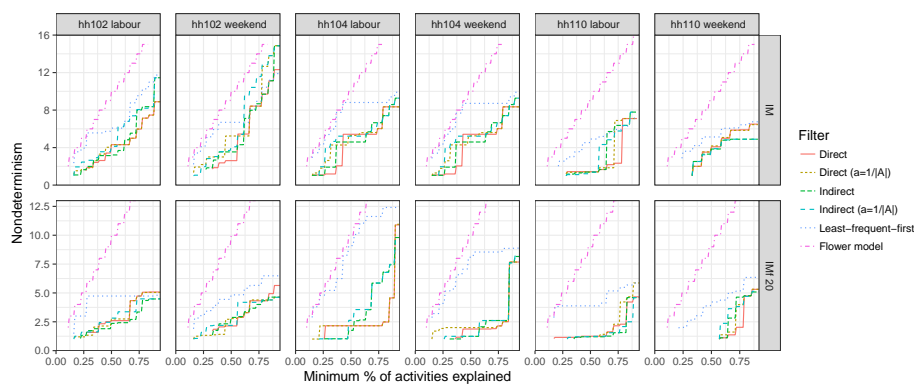 hh102 labour hh102 weekend hh104 labour hh104 weekend hh110 labour hh110 weekend
16
12
8
4
0
IM
12.5
10.0
7.5
5.0
2.5
0.0
IMf 20
Nondeterminism
0.00 0.25 0.50 0.75 0.00 0.25 0.50 0.75 0.00 0.25 0.50 0.75 0.00 0.25 0.50 0.75 0.00 0.25 0.50 0.75 0.00 0.25 0.50 0.75
Minimum % of activities explained
Filter
Direct
Direct (a=1/|A|)
Indirect
Indirect (a=1/|A|)
Least−frequent−first
Flower model